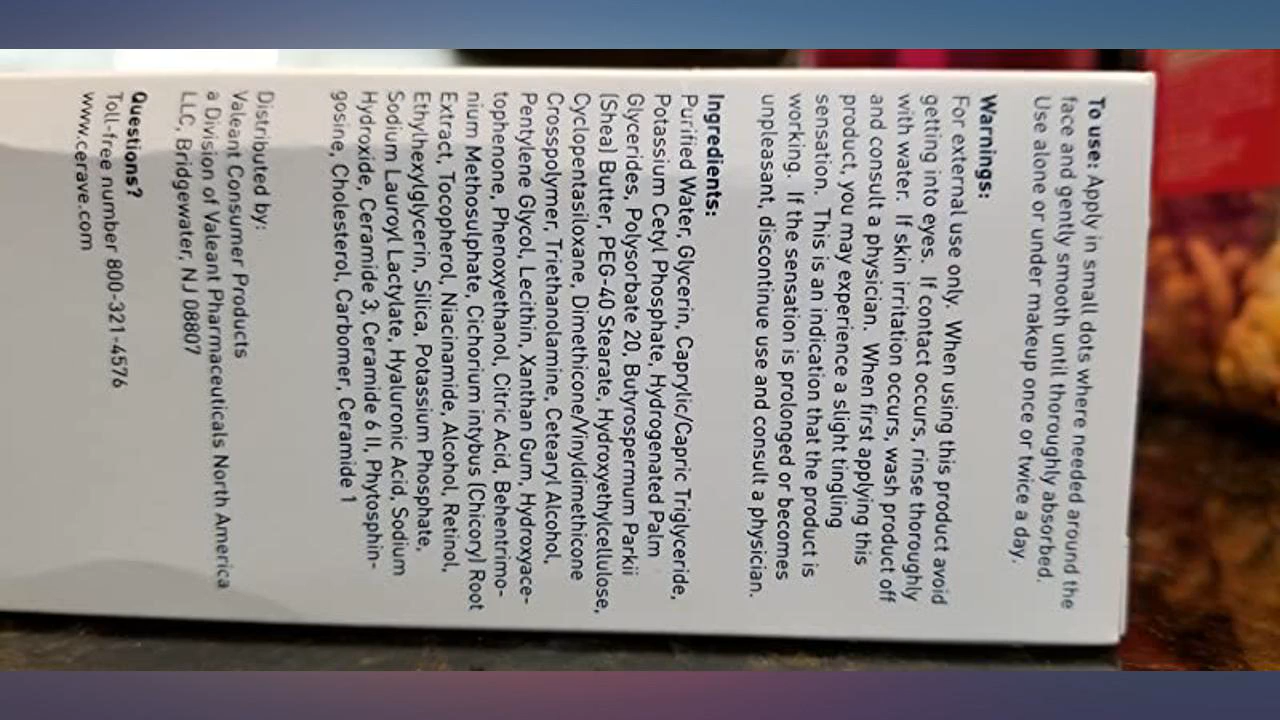 To use: Apply in small dots where needed around the
face and gently smooth until thoroughly absorbed.
Use alone or under makeup once or twice a day.
Warnings:
For external use only. When using this product avoid
getting into eyes. If contact occurs, rinse thoroughly
with water. If skin irritation occurs, wash product off
and consult a physician. When first applying this
product, you may experience a slight tingling
sensation. This is an indication that the product is
working. If the sensation is prolonged or becomes
unpleasant, discontinue use and consult a physician.
Ingredients:
Purified Water, Glycerin, Caprylic/Capric Triglyceride,
Potassium Cetyl Phosphate, Hydrogenated Palm
Glycerides, Polysorbate 20, Butyrospermum Parkii
(Shea) Butter, PEG-40 Stearate, Hydroxyethylcellulose,
Cyclopentasiloxane, Dimethicone/Vinyldimethicone
Crosspolymer, Triethanolamine, Cetearyl Alcohol,
Pentylene Glycol, Lecithin, Xanthan Gum, Hydroxyace-
tophenone, Phenoxyethanol, Citric Acid, Behentrimo-
nium Methosulphate, Cichorium intybus (Chicory) Root
Extract, Tocopherol, Niacinamide, Alcohol, Retinol,
Ethylhexylglycerin, Silica, Potassium Phosphate,
Sodium Lauroyl Lactylate, Hyaluronic Acid, Sodium
Hydroxide, Ceramide 3, Ceramide 6 II, Phytosphin-
gosine, Cholesterol, Carbomer, Ceramide 1
Distributed by:
Valeant Consumer Products
a Division of Valeant Pharmaceuticals North America
LLC, Bridgewater, NJ 08807
Questions?
Toll-free number 800-321-4576
www.cerave.com